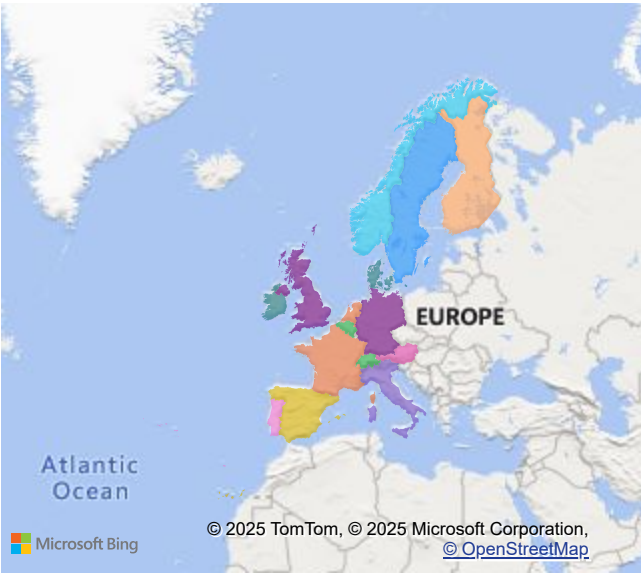 EUROPE
Atlantic
Ocean
© 2025 TomTom, © 2025 Microsoft Corporation,
Microsoft Bing
© OpenStreetMap